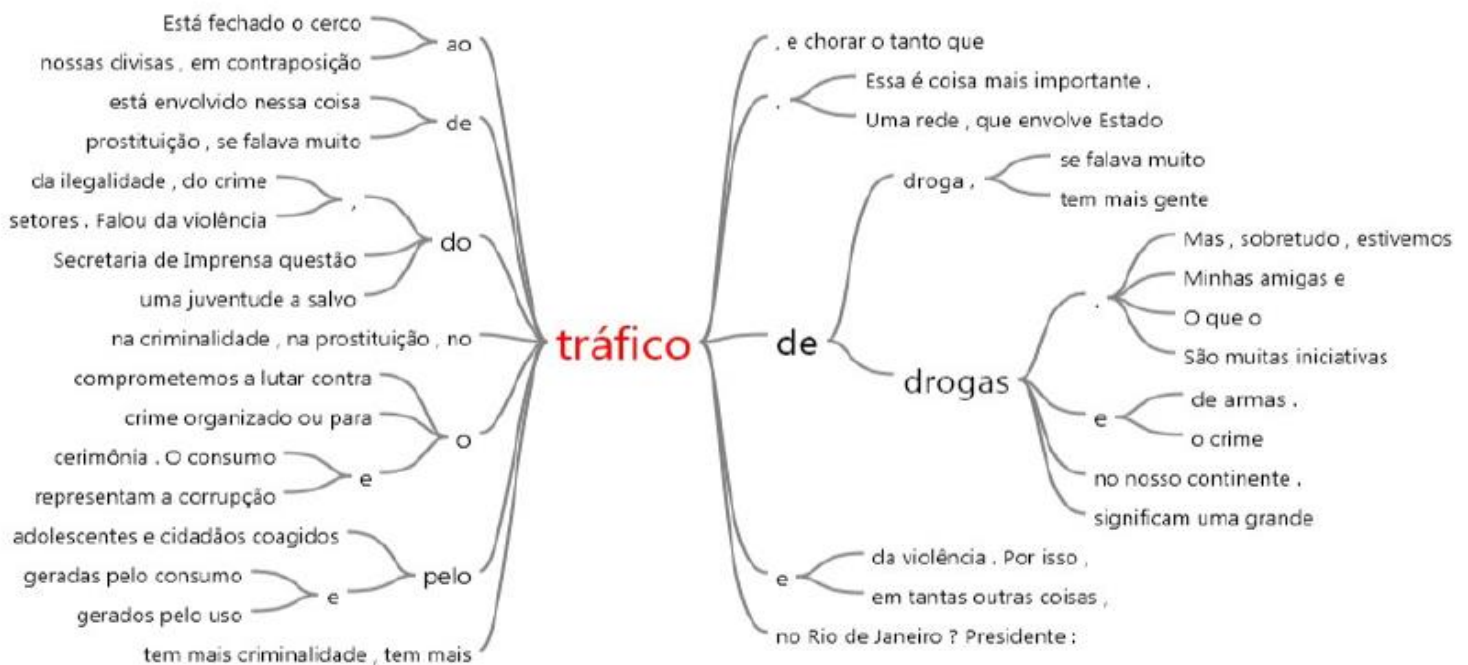 Está fechado o cerco
nossas divisas , em contraposição
ao
está envolvido nessa coisa
prostituição , se falava muito
de
da ilegalidade , do crime
setores . Falou da violência
,
Secretaria de Imprensa questão
uma juventude a salvo
do
na criminalidade , na prostituição , no
comprometemos a lutar contra
crime organizado ou para
cerimônia . O consumo
representam a corrupção
e
o
adolescentes e cidadãos coagidos
geradas pelo consumo
gerados pelo uso
e
pelo
tem mais criminalidade , tem mais
tráfico
, e chorar o tanto que
.
Essa é coisa mais importante .
Uma rede , que envolve Estado
de
droga ,
se falava muito
tem mais gente
drogas
.
Mas , sobretudo , estivemos
Minhas amigas e
O que o
São muitas iniciativas
e
de armas .
o crime
no nosso continente .
significam uma grande
e
da violência . Por isso ,
em tantas outras coisas ,
no Rio de Janeiro ? Presidente :